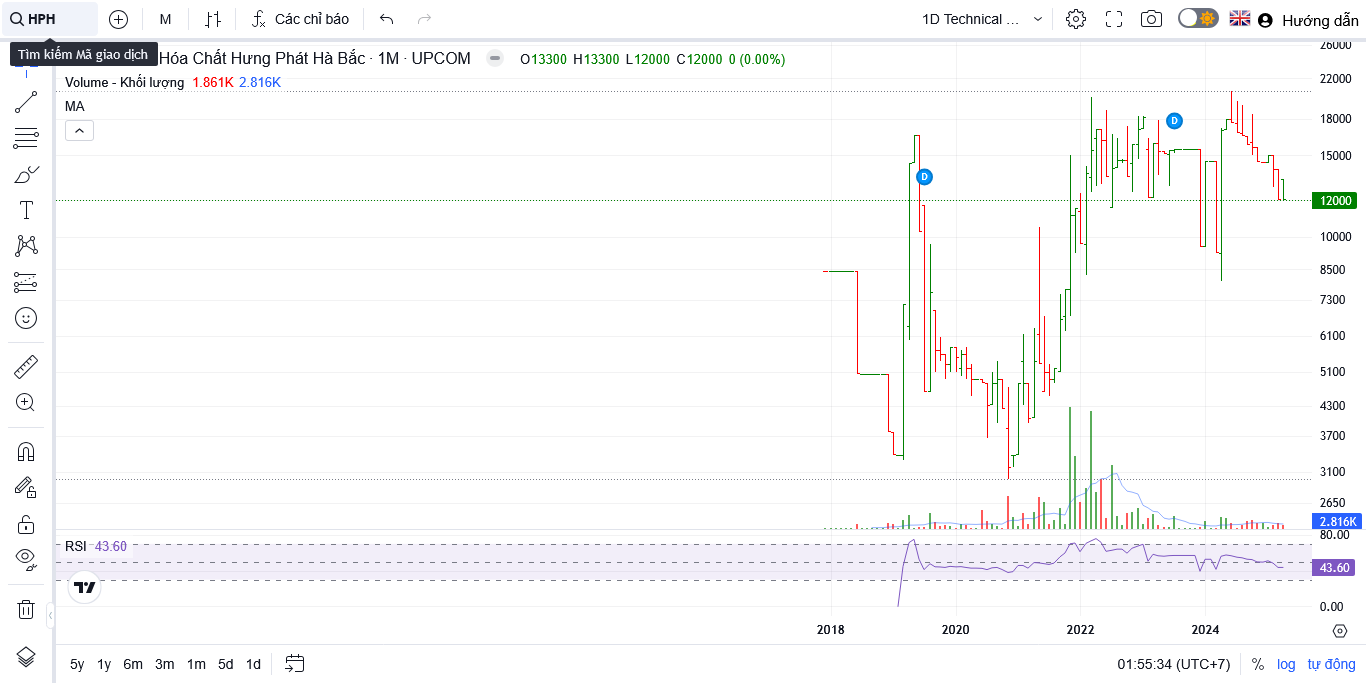 HPH
M
Các chỉ báo
1D Technical ...
Hướng dẫn
Tìm kiếm Mã giao dịch
Hóa Chất Hưng Phát Hà Bắc · 1M · UPCOM
O13300 H13300 L12000 C12000 0 (0.00%)
Volume - Khối lượng 1.861K 2.816K
MA
D
D
26000
22000
18000
15000
12000
10000
8500
7300
6100
5100
4300
3700
3100
2650
2.816K
80.00
RSI 43.60
43.60
0.00
2018 2020 2022 2024
5y 1y 6m 3m 1m 5d 1d
01:55:34 (UTC+7) % log tự động